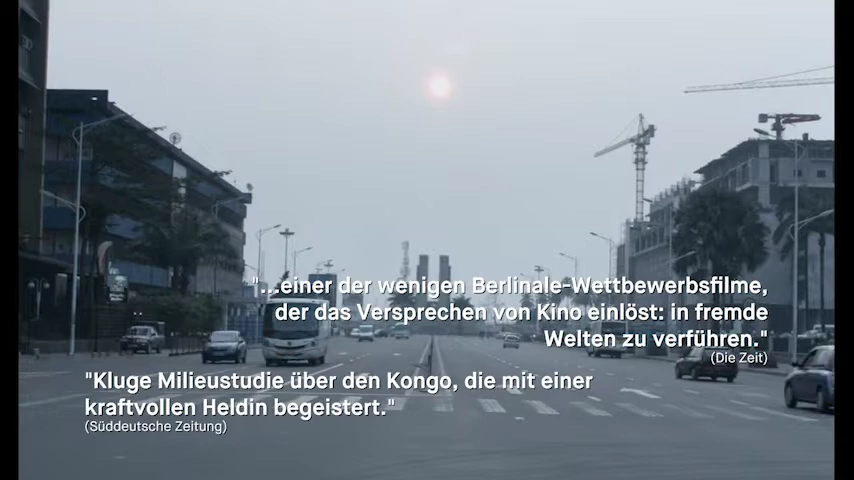 "...einer der wenigen Berlinale-Wettbewerbsfilme,
der das Versprechen von Kino einlöst: in fremde
Welten zu verführen."
(Die Zeit)
"Kluge Milieustudie über den Kongo, die mit einer
kraftvollen Heldin begeistert."
(Süddeutsche Zeitung)